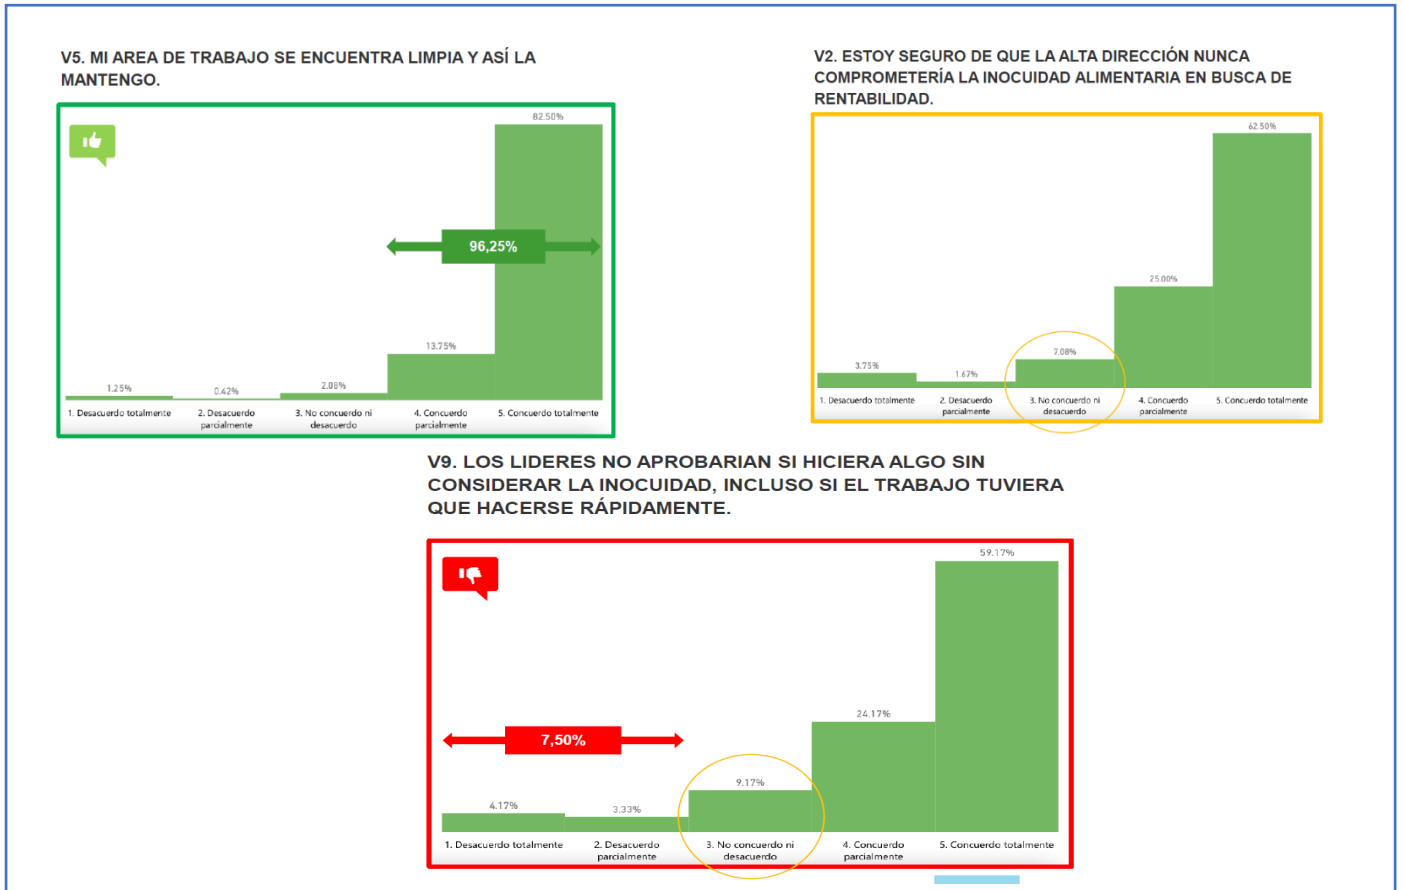 V5. MI AREA DE TRABAJO SE ENCUENTRA LIMPIA Y ASÍ LA
MANTENGO.
82.50%
96,25%
13.75%
1.25%
0.42%
2.08%
1. Desacuerdo totalmente
2. Desacuerdo
parcialmente
3. No concuerdo ni
desacuerdo
4. Concuerdo
parcialmente
5. Concuerdo totalmente
V2. ESTOY SEGURO DE QUE LA ALTA DIRECCIÓN NUNCA
COMPROMETERÍA LA INOCUIDAD ALIMENTARIA EN BUSCA DE
RENTABILIDAD.
62.50%
25.00%
7.08%
3.75%
1.67%
1. Desacuerdo totalmente
2. Desacuerdo
parcialmente
3. No concuerdo ni
desacuerdo
4. Concuerdo
parcialmente
5. Concuerdo totalmente
V9. LOS LIDERES NO APROBARIAN SI HICIERA ALGO SIN
CONSIDERAR LA INOCUIDAD, INCLUSO SI EL TRABAJO TUVIERA
QUE HACERSE RÁPIDAMENTE.
59.17%
24.17%
7,50%
9.17%
4.17%
3.33%
1. Desacuerdo totalmente
2. Desacuerdo
parcialmente
3. No concuerdo ni
desacuerdo
4. Concuerdo
parcialmente
5. Concuerdo totalmente